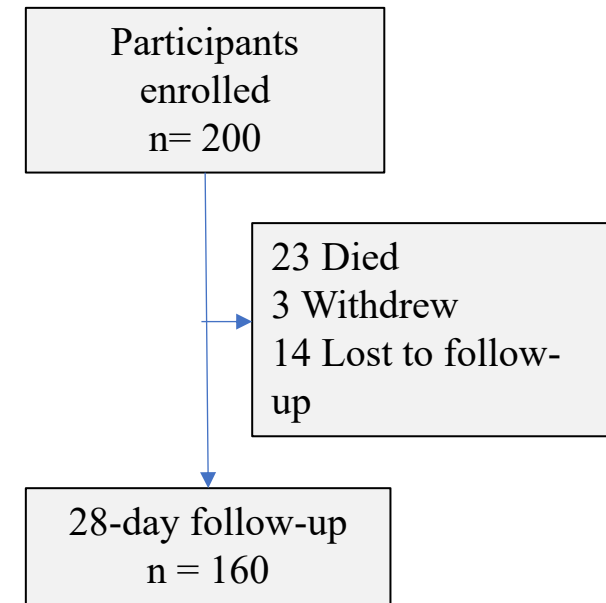 Participants
enrolled
n= 200
23 Died
3 Withdrew
14 Lost to follow-
up
28-day follow-up
n = 160